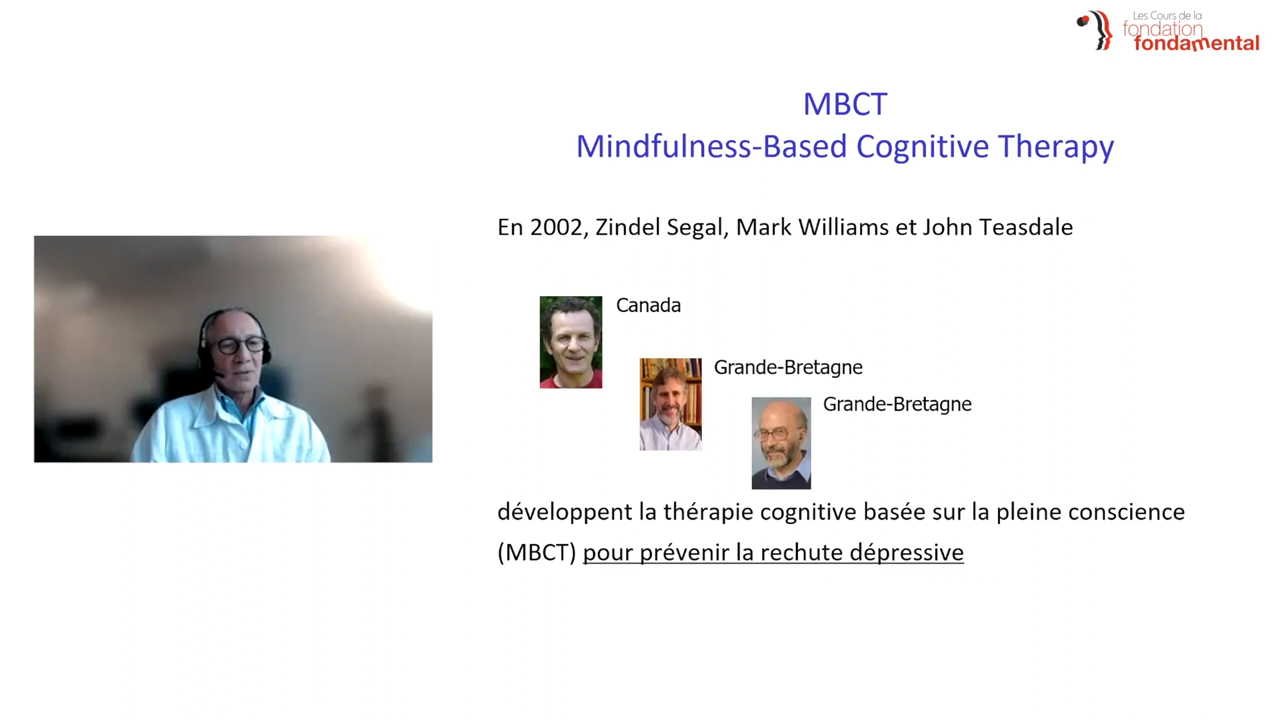 Les Cours de la
fondation
fondamental
MBCT
Mindfulness-Based Cognitive Therapy
En 2002, Zindel Segal, Mark Williams et John Teasdale
Canada
Grande-Bretagne
Grande-Bretagne
développent la thérapie cognitive basée sur la pleine conscience
(MBCT) pour prévenir la rechute dépressive